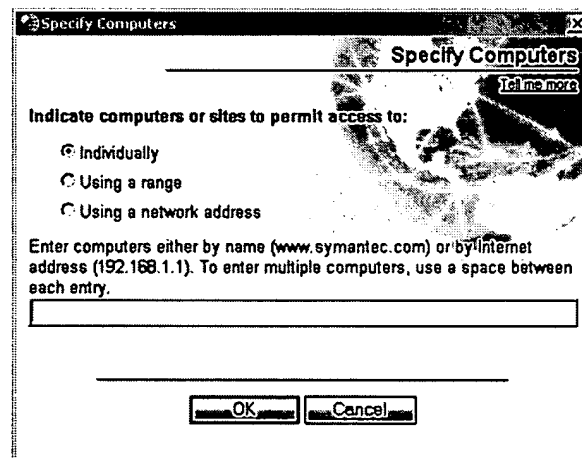 Specify Computers
Specify Computers
Tell me more
Indicate computers or sites to permit access to:
Individually
Using a range
Using a network address
Enter computers either by name (www.symantec.com) or by Internet
address (192.168.1.1). To enter multiple computers, use a space between
each entry.
OK
Cancel